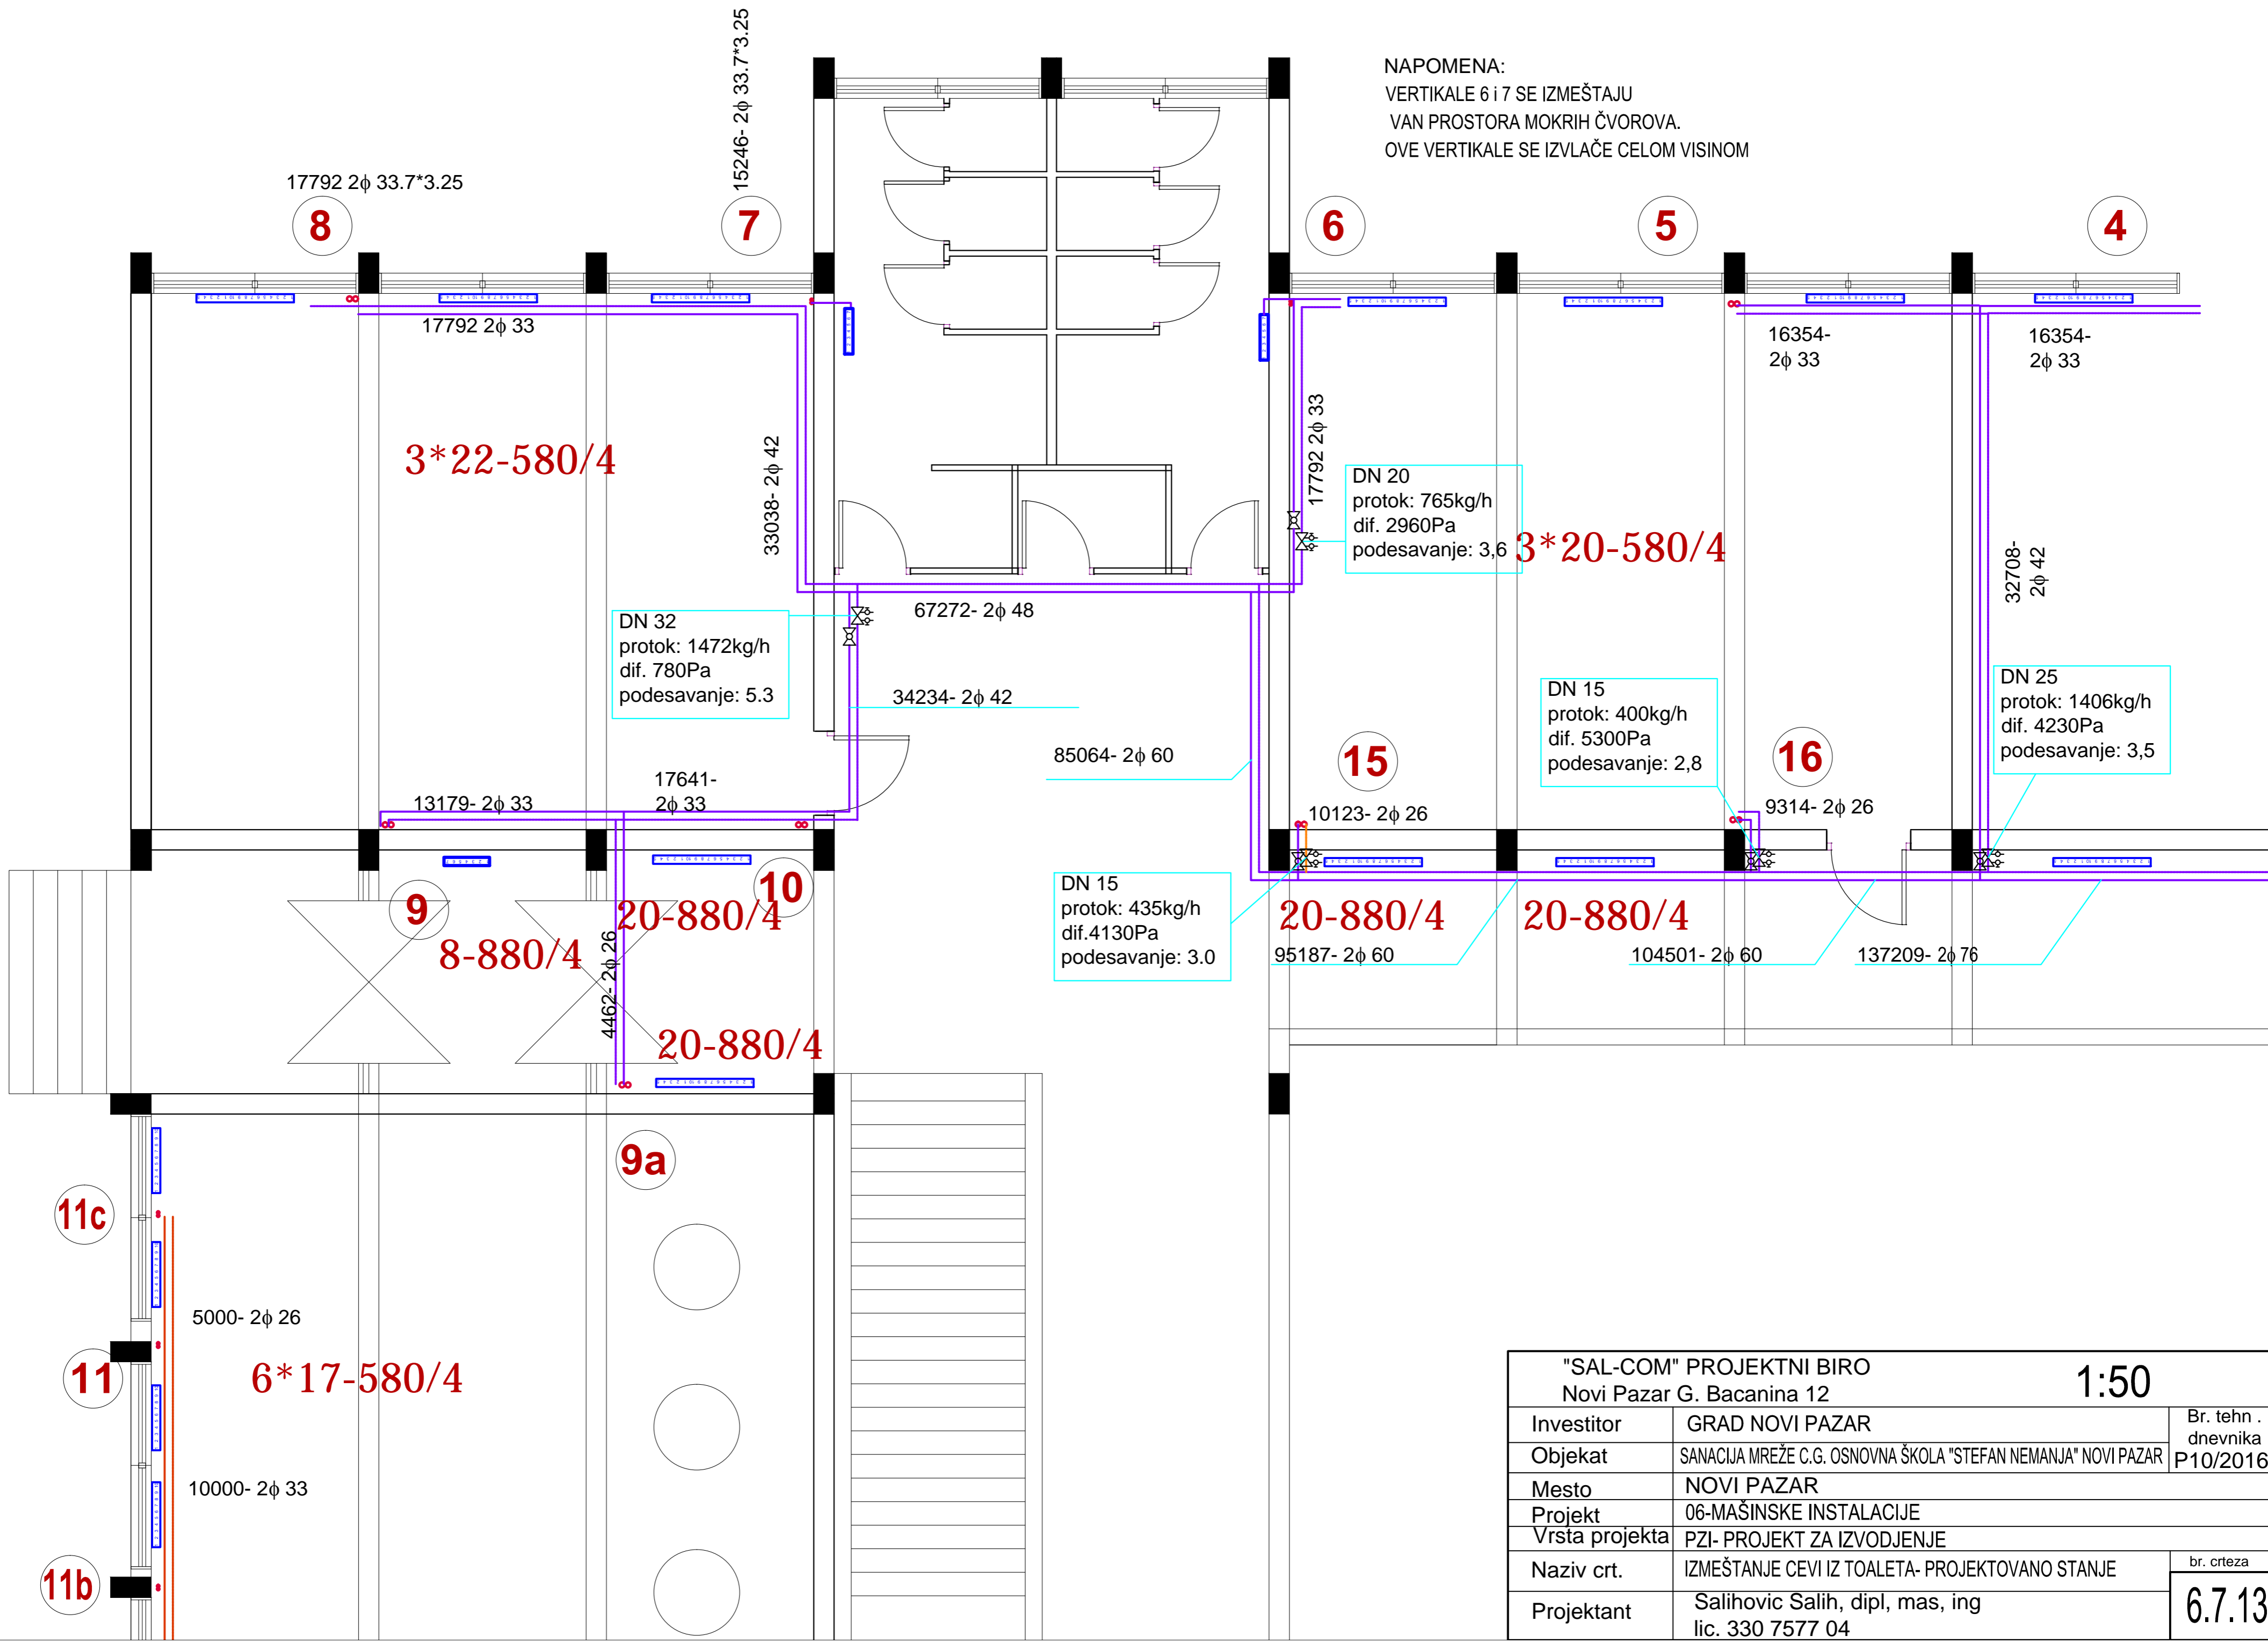 15246- 2ϕ 33.7*3.25
NAPOMENA:
VERTIKALE 6 i 7 SE IZMEŠTAJU
VAN PROSTORA MOKRIH ČVOROVA.
OVE VERTIKALE SE IZVLAČE CELOM VISINOM
17792 2ϕ 33.7*3.25
8
7
6
5
4
17792 2ϕ 33
16354-
2ϕ 33
16354-
2ϕ 33
3*22-580/4
33038- 2ϕ 42
17792 2ϕ 33
DN 20
protok: 765kg/h
dif. 2960Pa
podesavanje: 3,6
3*20-580/4
32708-
2ϕ 42
67272- 2ϕ 48
DN 32
protok: 1472kg/h
dif. 780Pa
podesavanje: 5.3
34234- 2ϕ 42
85064- 2ϕ 60
15
DN 15
protok: 400kg/h
dif. 5300Pa
podesavanje: 2,8
16
DN 25
protok: 1406kg/h
dif. 4230Pa
podesavanje: 3,5
13179- 2ϕ 33
17641-
2ϕ 33
10123- 2ϕ 26
9314- 2ϕ 26
9
10
8-880/4
20-880/4
4462- 2ϕ 26
20-880/4
DN 15
protok: 435kg/h
dif.4130Pa
podesavanje: 3.0
20-880/4
20-880/4
95187- 2ϕ 60
104501- 2ϕ 60
137209- 2ϕ 76
9a
11c
11
11b
5000- 2ϕ 26
6*17-580/4
10000- 2ϕ 33
"SAL-COM" PROJEKTNI BIRO
Novi Pazar G. Bacanina 12
1:50
Investitor GRAD NOVI PAZAR
Br. tehn .
dnevnika
P10/2016
Objekat SANACIJA MREŽE C.G. OSNOVNA ŠKOLA "STEFAN NEMANJA" NOVI PAZAR
Mesto NOVI PAZAR
Projekt 06-MAŠINSKE INSTALACIJE
Vrsta projekta PZI- PROJEKT ZA IZVODJENJE
Naziv crt. IZMEŠTANJE CEVI IZ TOALETA- PROJEKTOVANO STANJE
br. crteza
6.7.13
Projektant Salihovic Salih, dipl, mas, ing
lic. 330 7577 04